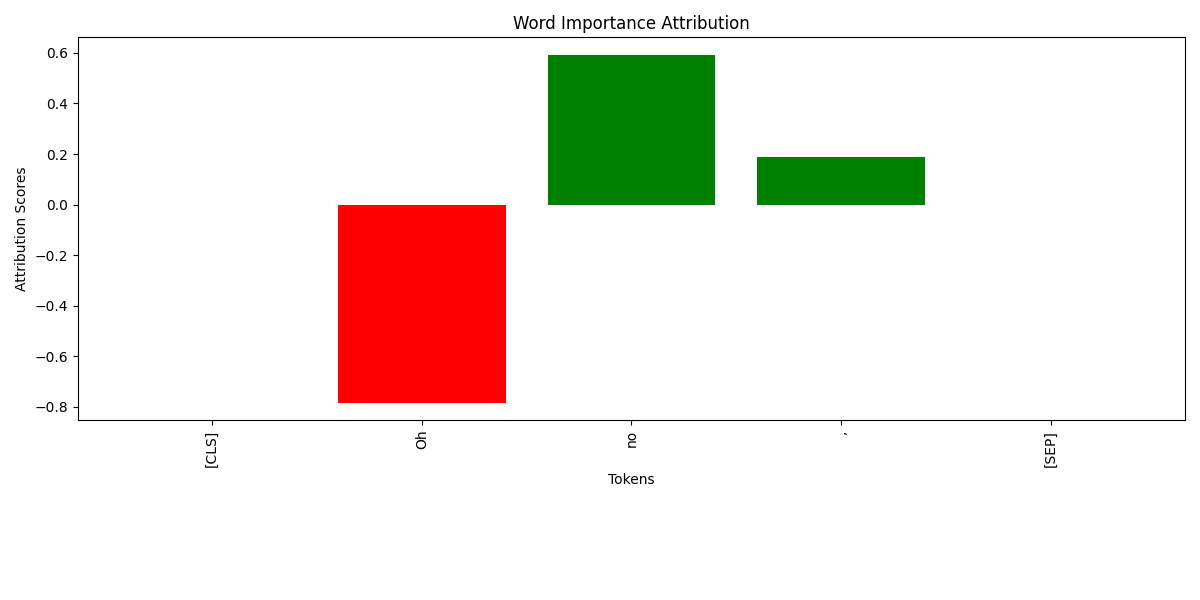 Word Importance Attribution
Attribution Scores
0.6
0.4
0.2
0.0
−0.2
−0.4
−0.6
−0.8
[CLS]
Oh
no
,
[SEP]
Tokens